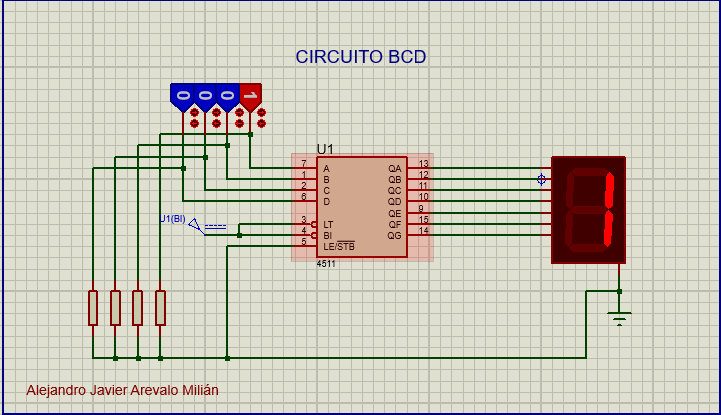 CIRCUITO BCD
0 0 0 1
U1
7 A QA 13
1 B QB 12
2 C QC 11
6 D QD 10
QE 9
U1(BI)
3 LT QF 15
4 BI QG 14
5 LE/STB
4511
Alejandro Javier Arevalo Milián